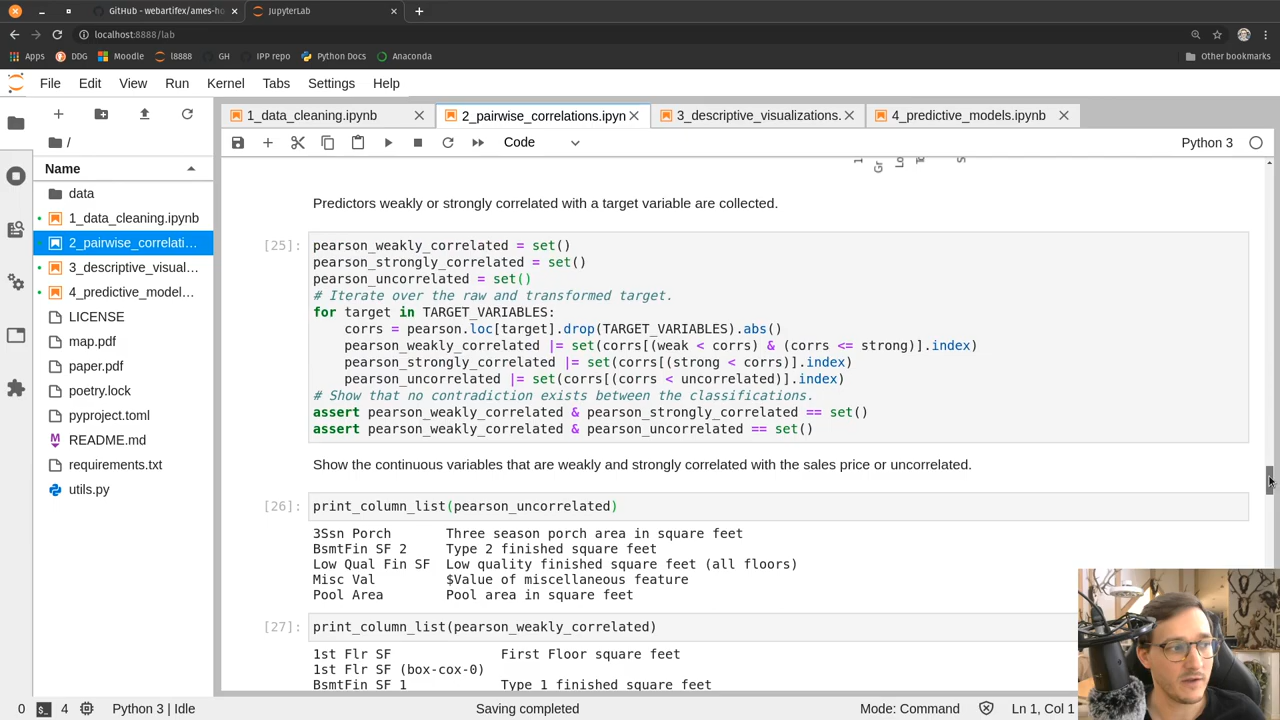 GitHub - webartifex/ames-ho
JupyterLab
localhost:8888/lab
Apps
DDG
Moodle
l8888
GH
IPP repo
Python Docs
Anaconda
Other bookmarks
File Edit View Run Kernel Tabs Settings Help
1_data_cleaning.ipynb
2_pairwise_correlations.ipyn
3_descriptive_visualizations.
4_predictive_models.ipynb
Code
Python 3
/
Name
data
1_data_cleaning.ipynb
2_pairwise_correlati...
3_descriptive_visual...
4_predictive_model...
LICENSE
map.pdf
paper.pdf
poetry.lock
pyproject.toml
README.md
requirements.txt
utils.py
Predictors weakly or strongly correlated with a target variable are collected.
[25]:
pearson_weakly_correlated = set()
pearson_strongly_correlated = set()
pearson_uncorrelated = set()
# Iterate over the raw and transformed target.
for target in TARGET_VARIABLES:
    corrs = pearson.loc[target].drop(TARGET_VARIABLES).abs()
    pearson_weakly_correlated |= set(corrs[(weak < corrs) & (corrs <= strong)].index)
    pearson_strongly_correlated |= set(corrs[(strong < corrs)].index)
    pearson_uncorrelated |= set(corrs[(corrs < uncorrelated)].index)
# Show that no contradiction exists between the classifications.
assert pearson_weakly_correlated & pearson_strongly_correlated == set()
assert pearson_weakly_correlated & pearson_uncorrelated == set()
Show the continuous variables that are weakly and strongly correlated with the sales price or uncorrelated.
[26]: print_column_list(pearson_uncorrelated)
3Ssn Porch Three season porch area in square feet
BsmtFin SF 2 Type 2 finished square feet
Low Qual Fin SF Low quality finished square feet (all floors)
Misc Val $Value of miscellaneous feature
Pool Area Pool area in square feet
[27]: print_column_list(pearson_weakly_correlated)
1st Flr SF First Floor square feet
1st Flr SF (box-cox-0)
BsmtFin SF 1 Type 1 finished square feet
0
4
Python 3 | Idle
Saving completed
Mode: Command
Ln 1, Col 1